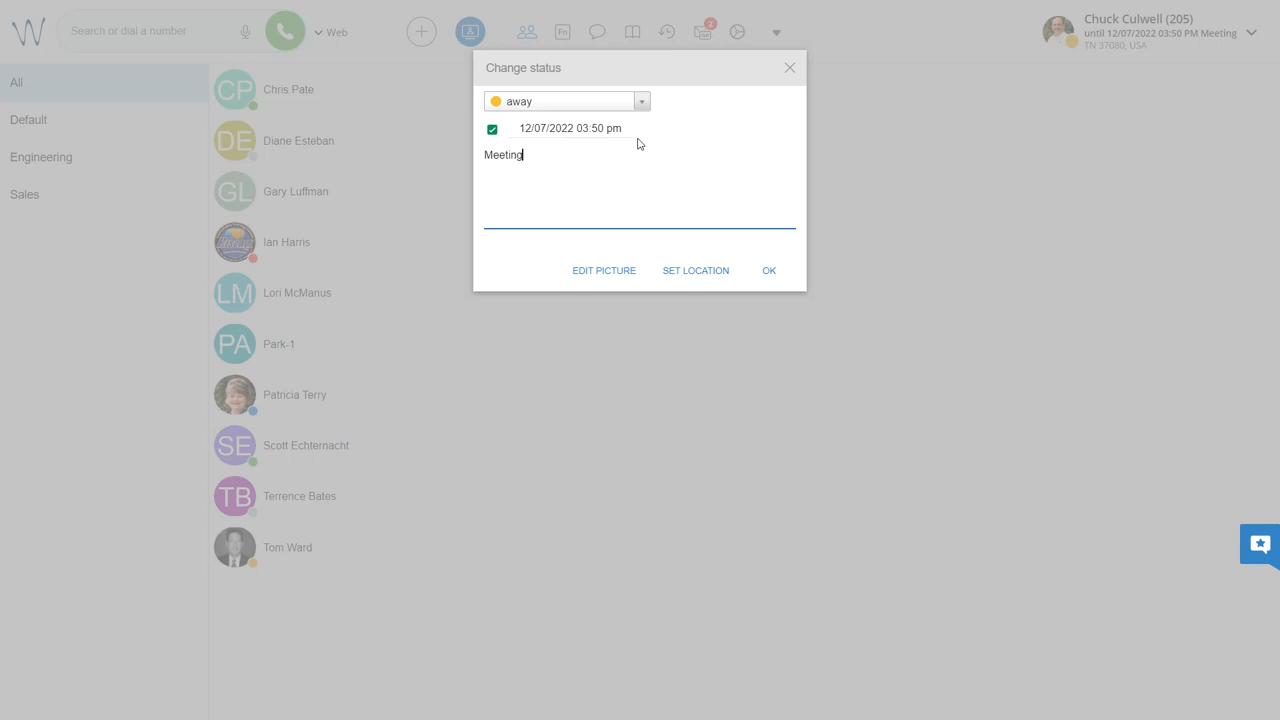 Search or dial a number
Web
Fn
2
Chuck Culwell (205)
until 12/07/2022 03:50 PM Meeting
TN 37080, USA
All
Default
Engineering
Sales
CP Chris Pate
DE Diane Esteban
GL Gary Luffman
Ian Harris
LM Lori McManus
PA Park-1
Patricia Terry
SE Scott Echternacht
TB Terrence Bates
Tom Ward
Change status
away
12/07/2022 03:50 pm
Meeting
EDIT PICTURE SET LOCATION OK